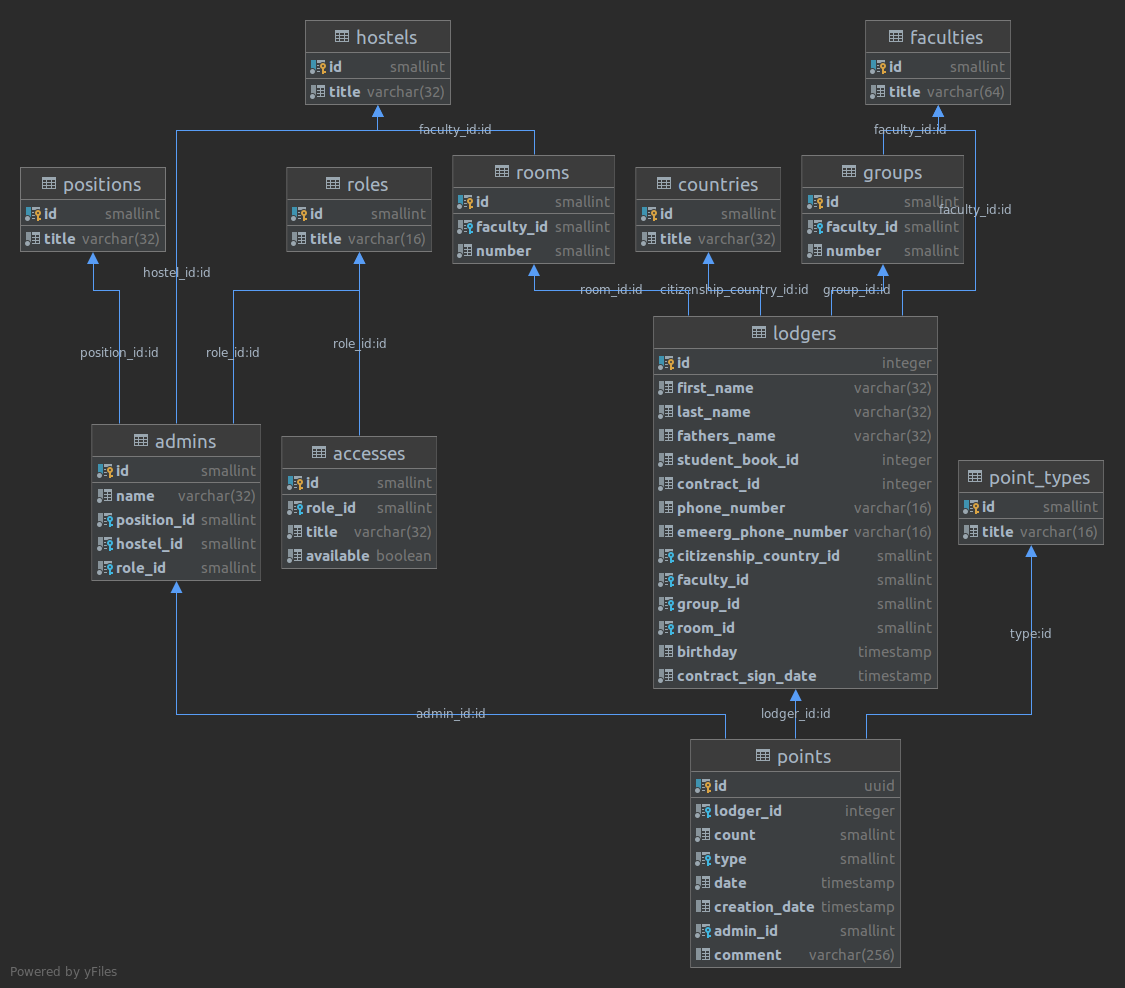 hostels
id smallint
title varchar(32)
faculties
id smallint
title varchar(64)
faculty_id:id
faculty_id:id
positions
id smallint
title varchar(32)
roles
id smallint
title varchar(16)
rooms
id smallint
faculty_id smallint
number smallint
countries
id smallint
title varchar(32)
groups
id smallint
faculty_id smallint
number smallint
faculty_id:id
hostel_id:id
room_id:id
citizenship_country_id:id
group_id:id
position_id:id
role_id:id
role_id:id
lodgers
id integer
first_name varchar(32)
last_name varchar(32)
fathers_name varchar(32)
student_book_id integer
contract_id integer
phone_number varchar(16)
emeerg_phone_number varchar(16)
citizenship_country_id smallint
faculty_id smallint
group_id smallint
room_id smallint
birthday timestamp
contract_sign_date timestamp
admins
id smallint
name varchar(32)
position_id smallint
hostel_id smallint
role_id smallint
accesses
id smallint
role_id smallint
title varchar(32)
available boolean
point_types
id smallint
title varchar(16)
type:id
admin_id:id
lodger_id:id
points
id uuid
lodger_id integer
count smallint
type smallint
date timestamp
creation_date timestamp
admin_id smallint
comment varchar(256)
Powered by yFiles